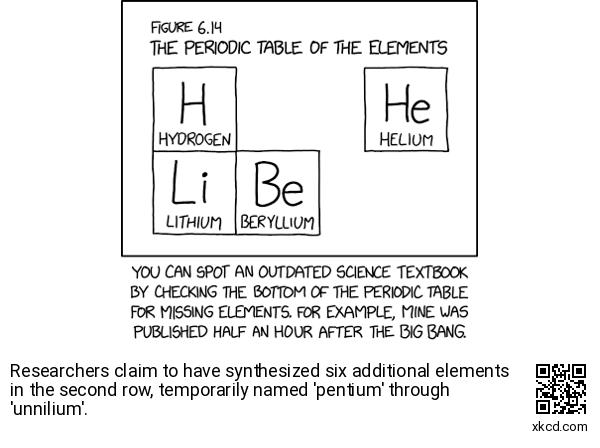 FIGURE 6.14
THE PERIODIC TABLE OF THE ELEMENTS
H
HYDROGEN
He
HELIUM
Li
LITHIUM
Be
BERYLLIUM
YOU CAN SPOT AN OUTDATED SCIENCE TEXTBOOK
BY CHECKING THE BOTTOM OF THE PERIODIC TABLE
FOR MISSING ELEMENTS. FOR EXAMPLE, MINE WAS
PUBLISHED HALF AN HOUR AFTER THE BIG BANG.
Researchers claim to have synthesized six additional elements
in the second row, temporarily named 'pentium' through
'unnilium'.
xkcd.com